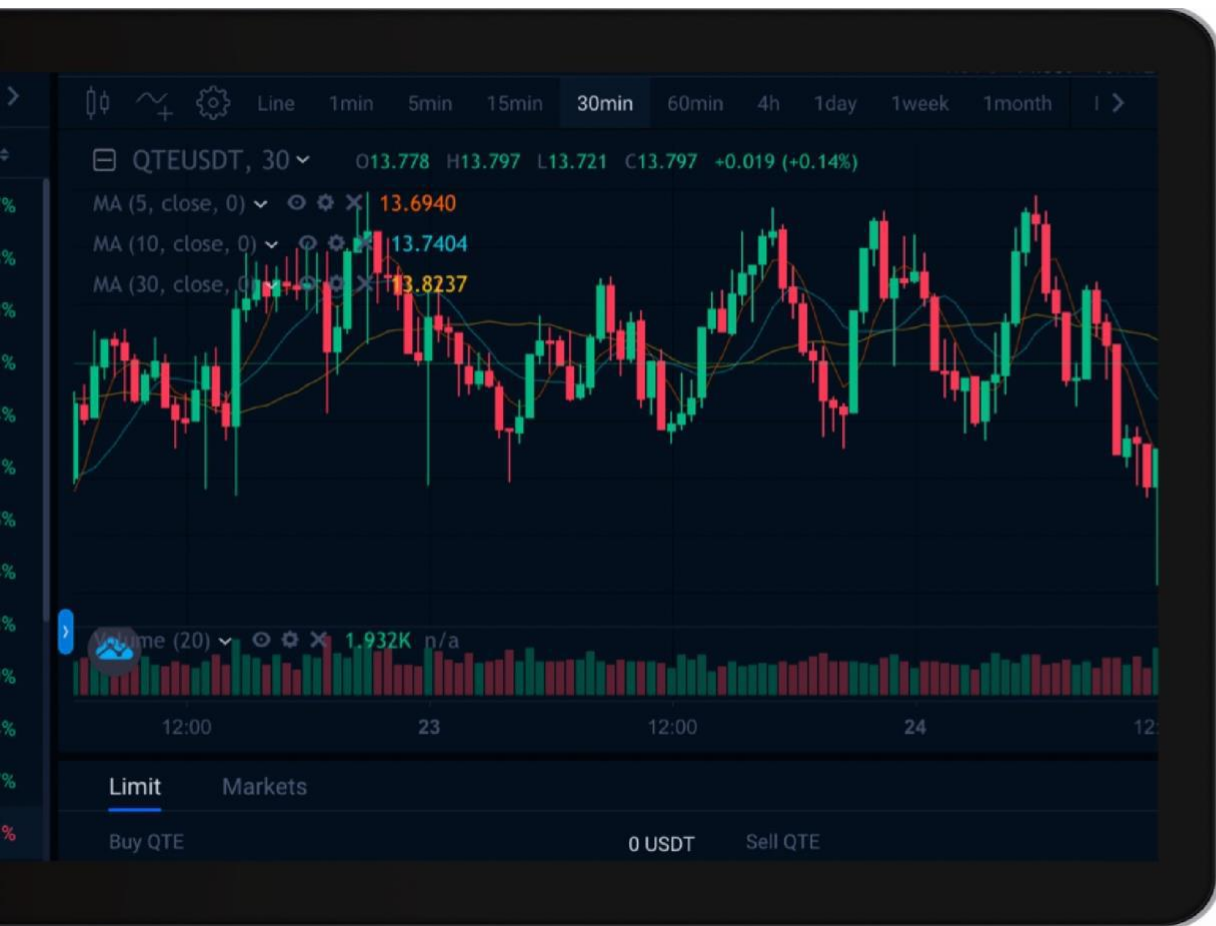 Line 1min 5min 15min 30min 60min 4h 1day 1week 1month
QTEUSDT, 30 O13.778 H13.797 L13.721 C13.797 +0.019 (+0.14%)
MA (5, close, 0) 13.6940
MA (10, close, 0) 13.7404
MA (30, close, 0) 13.8237
Volume (20) 1.932K n/a
12:00 23 12:00 24 12:
Limit Markets
Buy QTE 0 USDT Sell QTE